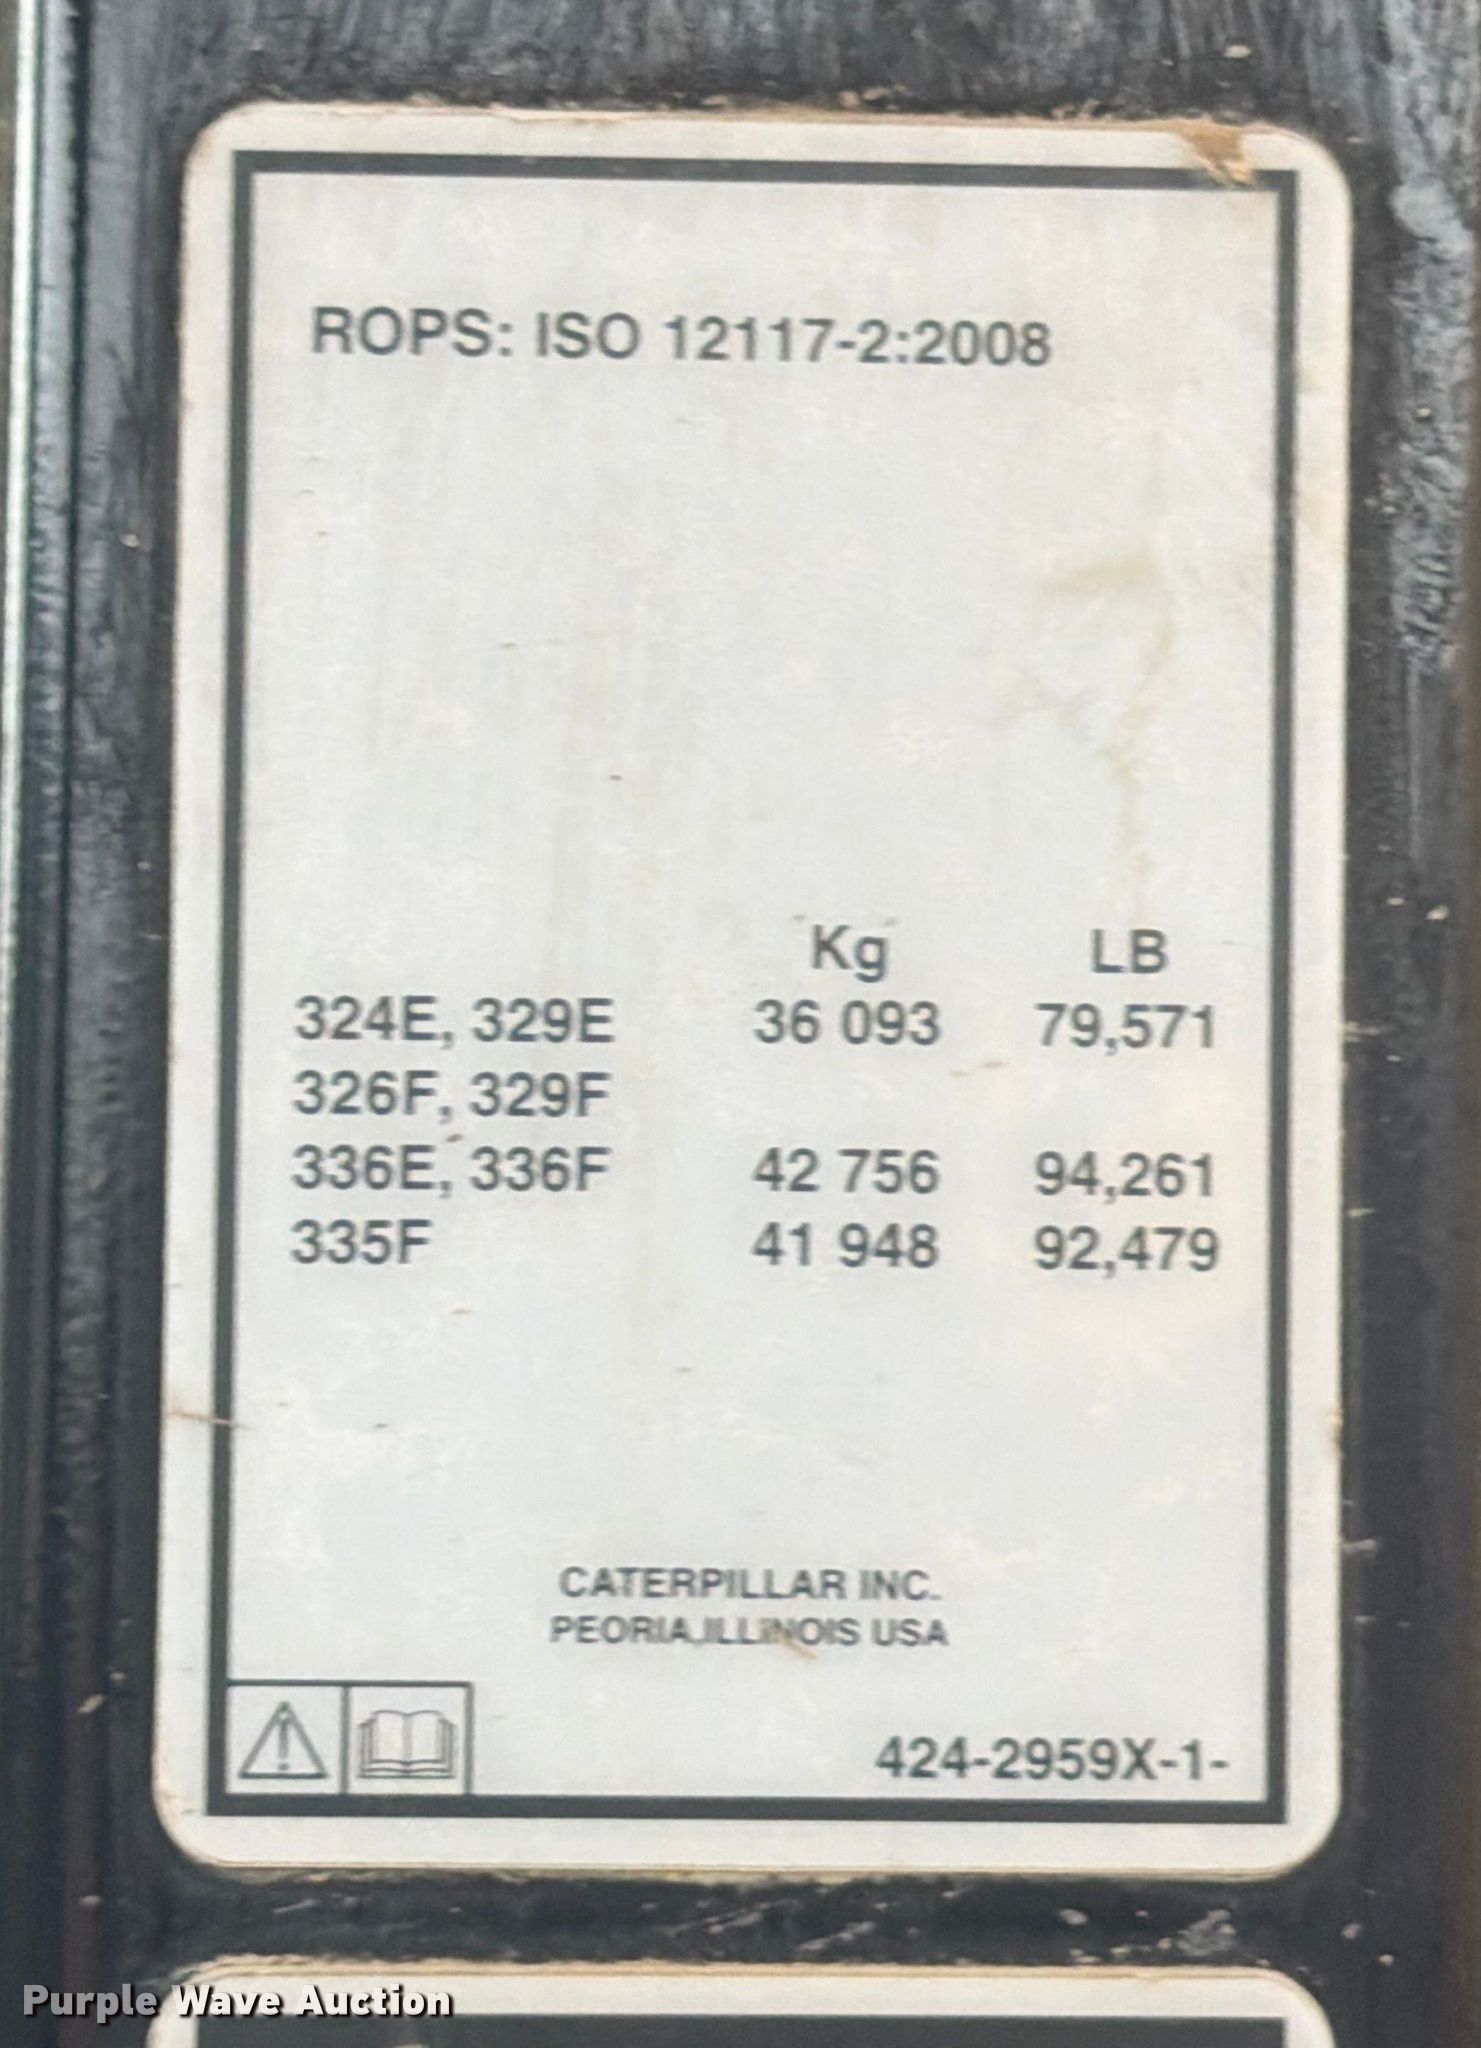 ROPS: ISO 12117-2:2008
Kg LB
324E, 329E 36 093 79,571
326F, 329F
336E, 336F 42 756 94,261
335F 41 948 92,479
CATERPILLAR INC.
PEORIA,ILLINOIS USA
424-2959X-1-
Purple Wave Auction